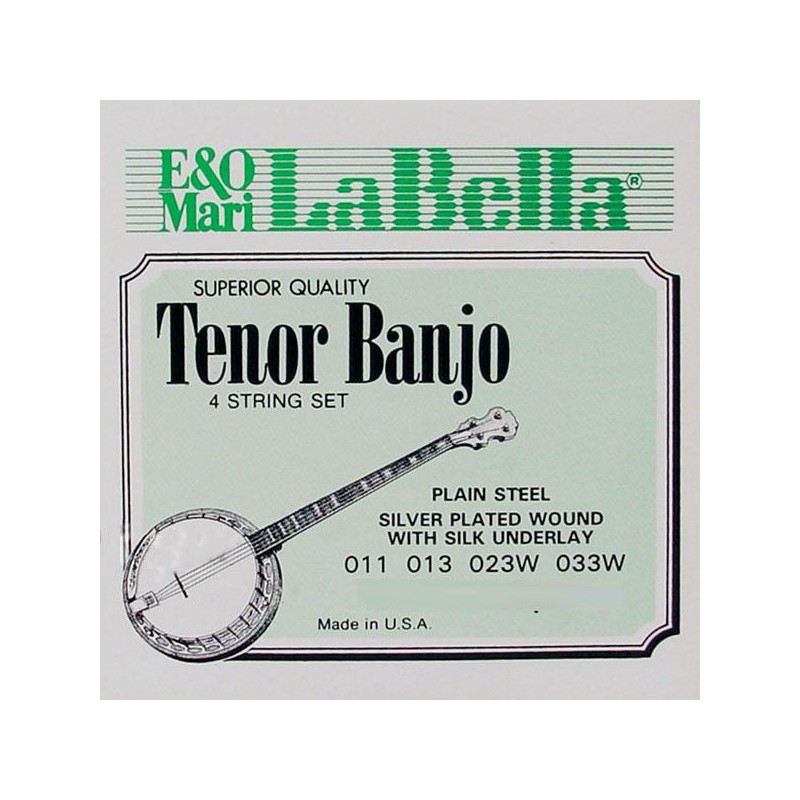 E&O Mari LaBella®
SUPERIOR QUALITY
Tenor Banjo
4 STRING SET
PLAIN STEEL
SILVER PLATED WOUND
WITH SILK UNDERLAY
011 013 023W 033W
Made in U.S.A.